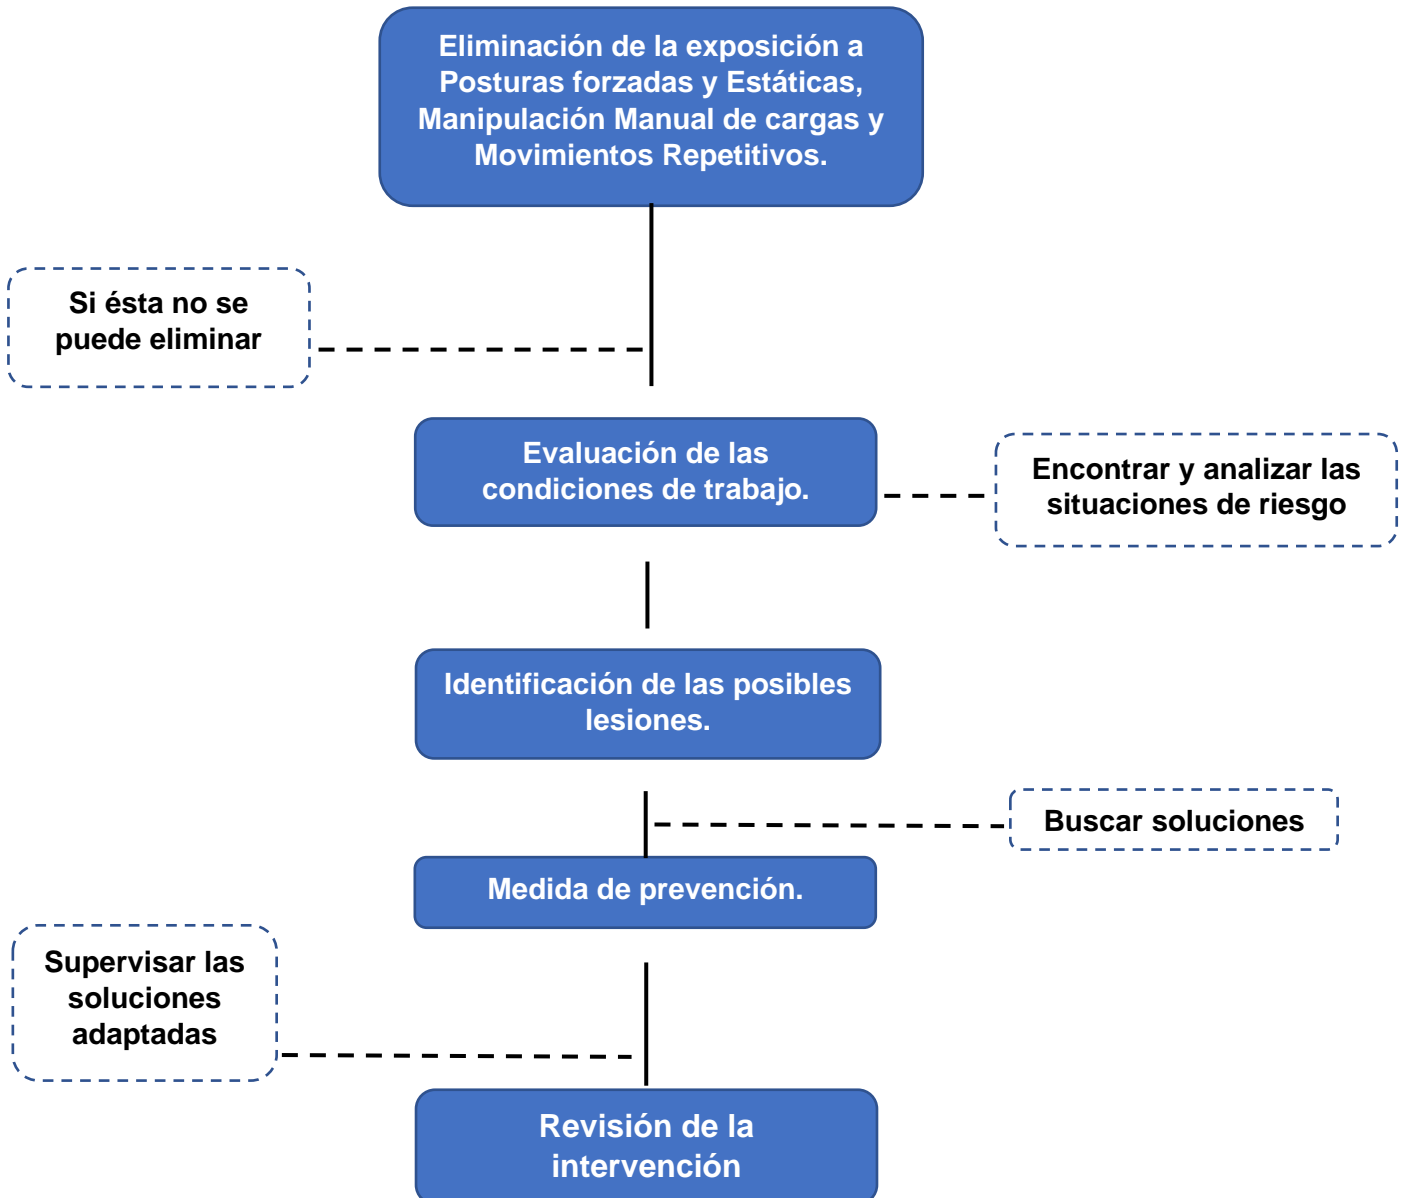 Eliminación de la exposición a
Posturas forzadas y Estáticas,
Manipulación Manual de cargas y
Movimientos Repetitivos.
Si ésta no se
puede eliminar
Evaluación de las
condiciones de trabajo.
Encontrar y analizar las
situaciones de riesgo
Identificación de las posibles
lesiones.
Buscar soluciones
Medida de prevención.
Supervisar las
soluciones
adaptadas
Revisión de la
intervención